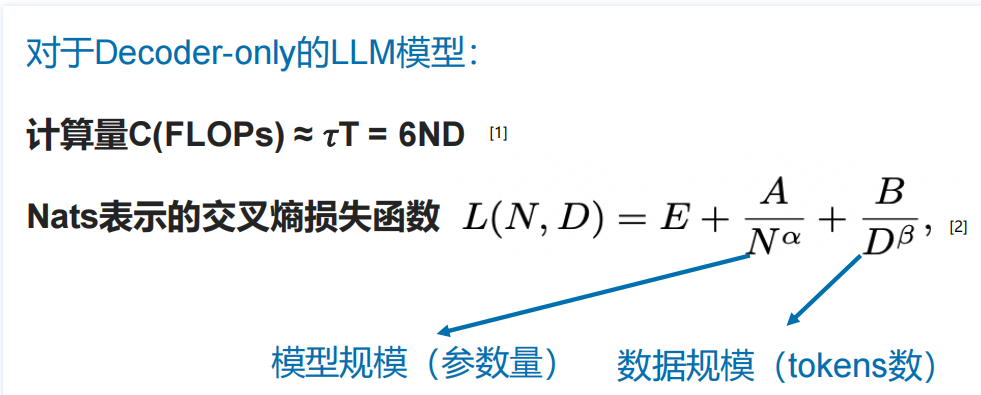 对于Decoder-only的LLM模型：
计算量C(FLOPs) ≈ 𝜏T = 6ND [1]
Nats表示的交叉熵损失函数 L(N, D) = E + A/N^α + B/D^β, [2]
模型规模（参数量） 数据规模（tokens数）